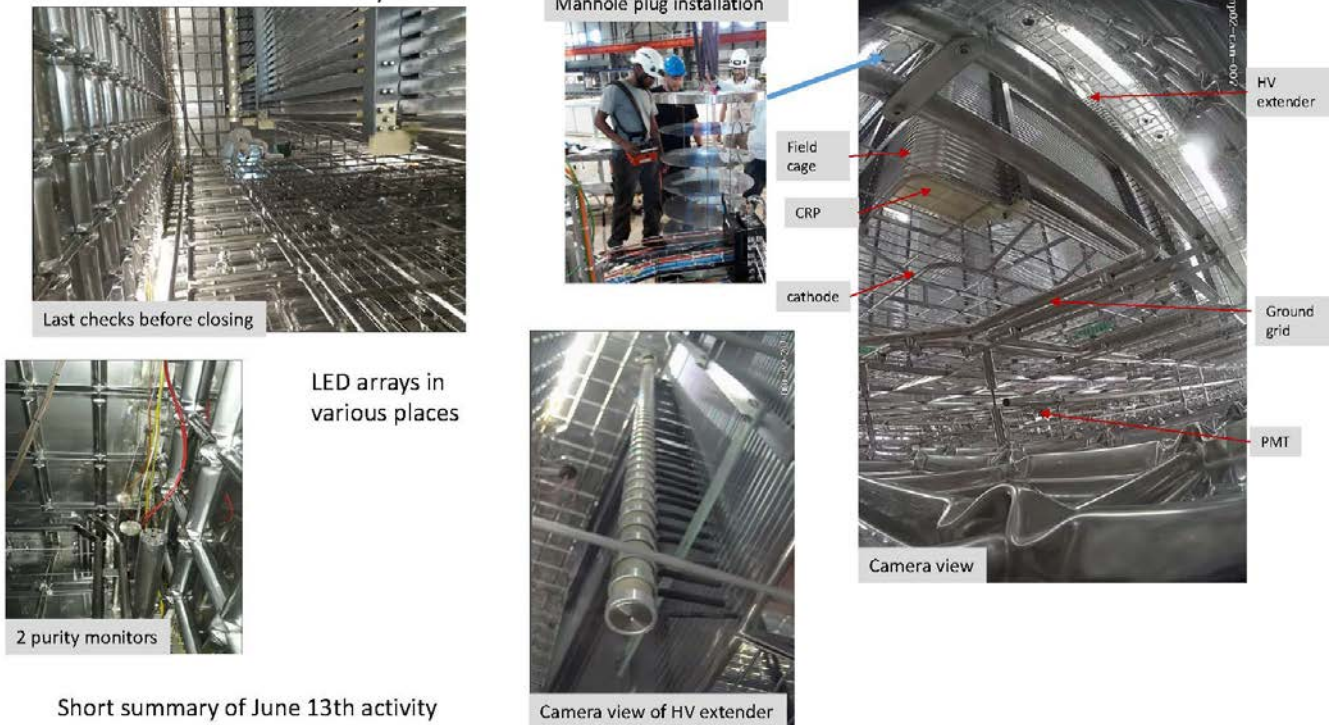 Manhole plug installation
HV
extender
Field
cage
CRP
cathode
Ground
grid
PMT
Last checks before closing
LED arrays in
various places
2 purity monitors
Camera view
Short summary of June 13th activity
Camera view of HV extender